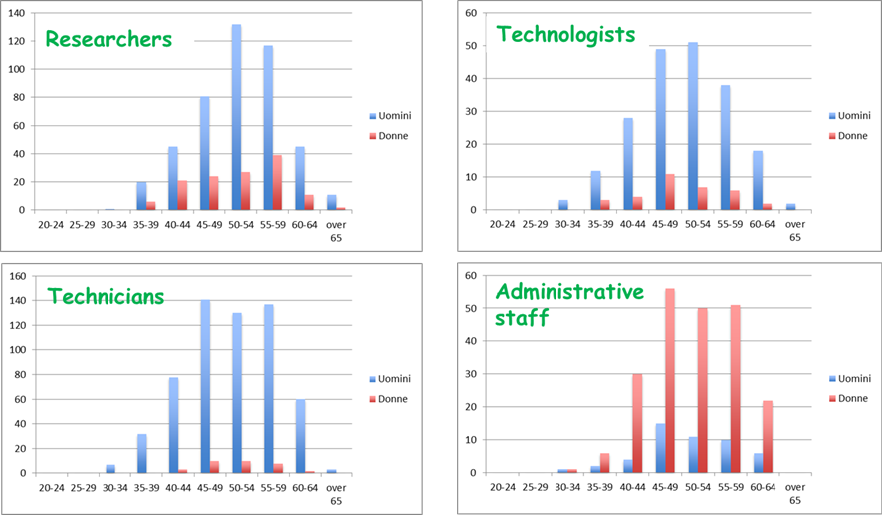 Researchers
140
120
100
80
60
40
20
0
20-24 25-29 30-34 35-39 40-44 45-49 50-54 55-59 60-64 over
65
Uomini
Donne
Technologists
60
50
40
30
20
10
0
20-24 25-29 30-34 35-39 40-44 45-49 50-54 55-59 60-64 over
65
Uomini
Donne
Technicians
160
140
120
100
80
60
40
20
0
20-24 25-29 30-34 35-39 40-44 45-49 50-54 55-59 60-64 over
65
Uomini
Donne
Administrative
staff
60
50
40
30
20
10
0
20-24 25-29 30-34 35-39 40-44 45-49 50-54 55-59 60-64 over
65
Uomini
Donne